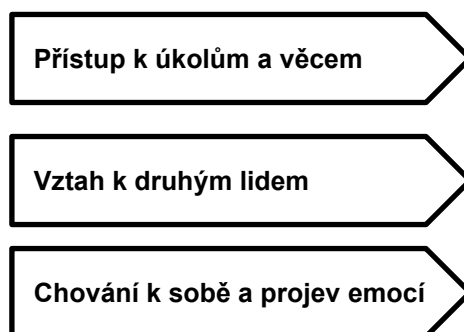 Přístup k úkolům a věcem
Vztah k druhým lidem
Chování k sobě a projev emocí